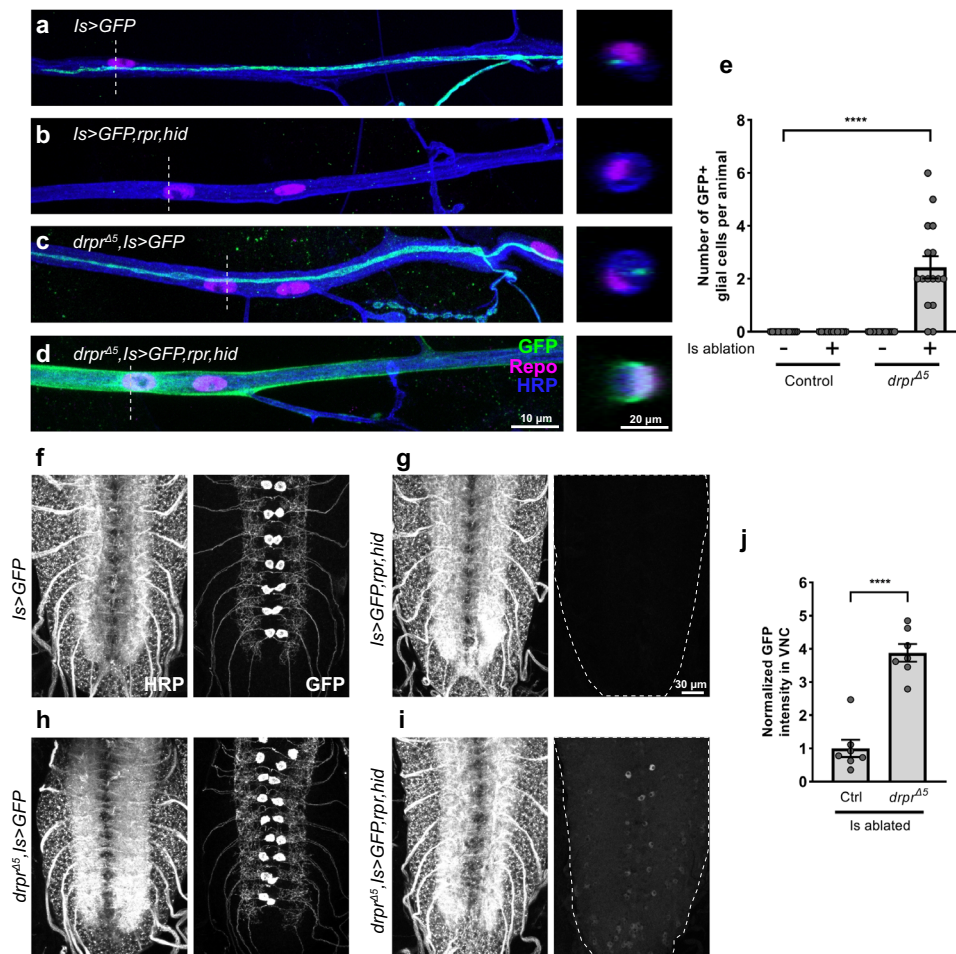 a
Is>GFP
b
Is>GFP,rpr,hid
c
drprΔ5,Is>GFP
d
drprΔ5,Is>GFP,rpr,hid
GFP
Repo
HRP
10 µm
20 µm
e
Number of GFP+
glial cells per animal
8
6
4
2
0
****
Is ablation
- + - +
Control
drprΔ5
f
Is>GFP
HRP
GFP
g
Is>GFP,rpr,hid
30 µm
h
drprΔ5,Is>GFP
i
drprΔ5,Is>GFP,rpr,hid
j
Normalized GFP
intensity in VNC
6
5
4
3
2
1
0
****
Ctrl drprΔ5
Is ablated